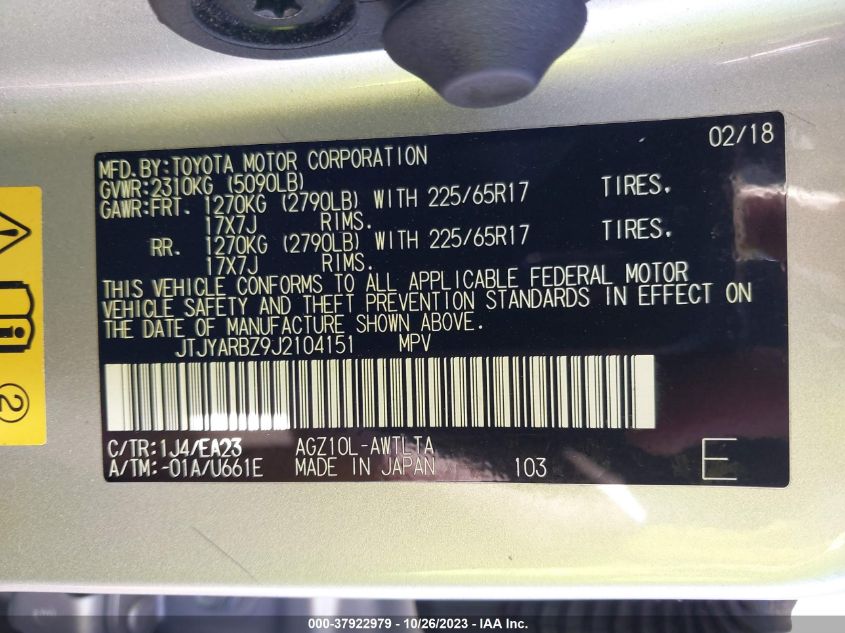 02/18
MFD.BY:TOYOTA MOTOR CORPORATION
GVWR:2310KG (5090LB)
GAWR:FRT. 1270KG (2790LB) WITH 225/65R17 TIRES.
17X7J RIMS.
RR. 1270KG (2790LB) WITH 225/65R17 TIRES.
17X7J RIMS.
THIS VEHICLE CONFORMS TO ALL APPLICABLE FEDERAL MOTOR
VEHICLE SAFETY AND THEFT PREVENTION STANDARDS IN EFFECT ON
THE DATE OF MANUFACTURE SHOWN ABOVE.
JTJYARBZ9J2104151 MPV
C/TR:1J4/EA23 AGZ10L-AWTLTA
A/TM:-01A/U661E MADE IN JAPAN 103 E
2
000-37922979 - 10/26/2023 - IAA Inc.